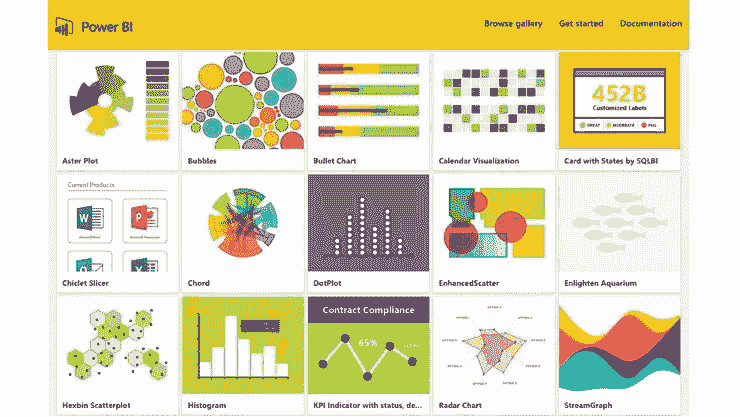 Power BI
Browse gallery Get started Documentation
452B
Customized Labels
GREAT MODERATE FAIL
Aster Plot Bubbles Bullet Chart Calendar Visualization Card with States by SQLBI
Current Products
Chiclet Slicer Chord DotPlot EnhancedScatter Enlighten Aquarium
Contract Compliance
65%
Hexbin Scatterplot Histogram KPI Indicator with status, de... Radar Chart StreamGraph